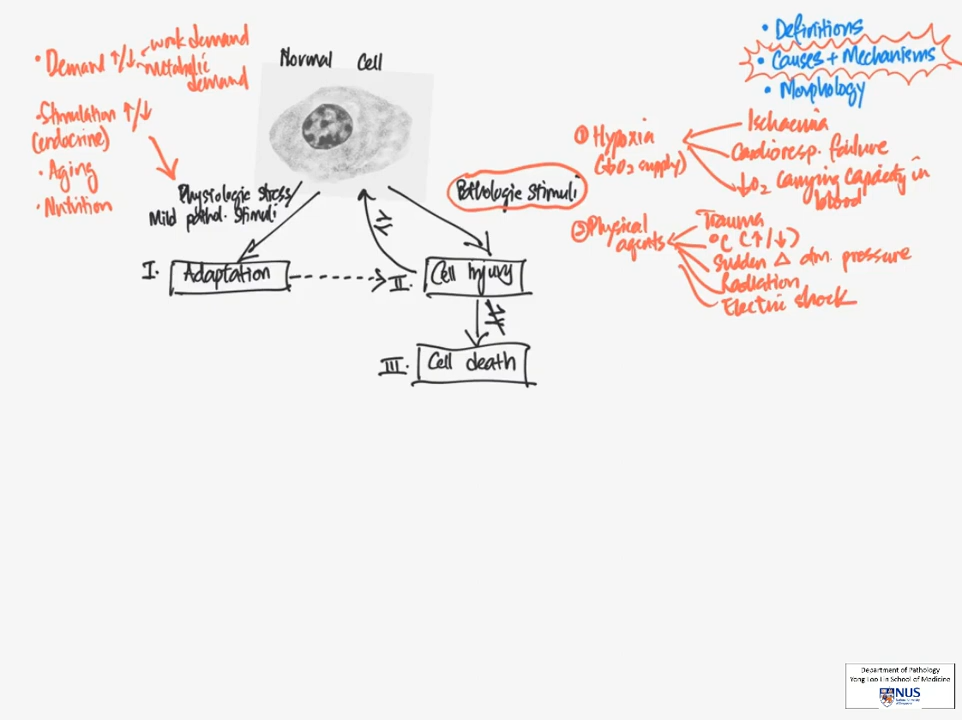 • Demand ↑/↓ work demand
metabolic demand
• Stimulation ↑/↓
(endocrine)
• Aging
• Nutrition
Normal Cell
Physiologic stress/
Mild pathol. stimuli
Pathologic stimuli
I. Adaptation
II. Cell injury
III. Cell death
• Definitions
• Causes + Mechanisms
• Morphology
① Hypoxia
(↓O₂ supply)
Ischaemia
Cardioresp. failure
↓O₂ carrying capacity in
blood
② Physical
agents
Trauma
°C (↑/↓)
Sudden △ atm. pressure
Radiation
Electric shock
Department of Pathology
Yong Loo Lin School of Medicine
NUS